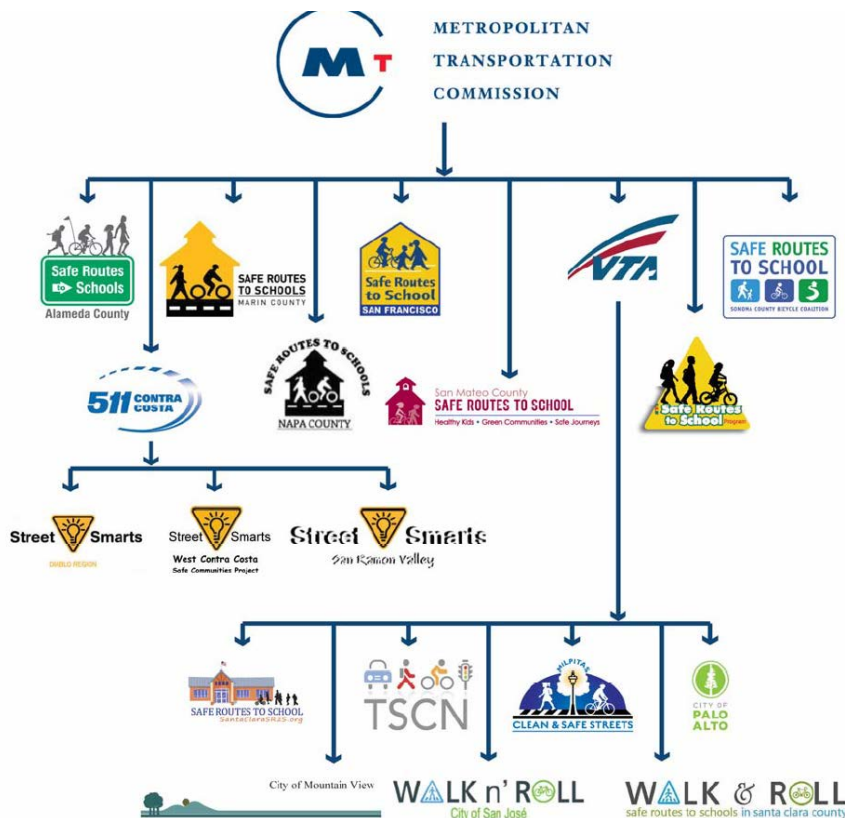 MT
METROPOLITAN
TRANSPORTATION
COMMISSION
Safe Routes
to Schools
Alameda County
SAFE ROUTES
TO SCHOOLS
MARIN COUNTY
Safe Routes
to School
SAN FRANCISCO
VTA
SAFE ROUTES
TO SCHOOL
SONOMA COUNTY BICYCLE COALITION
511 CONTRA
COSTA
SAFE ROUTES TO SCHOOLS
NAPA COUNTY
San Mateo County
SAFE ROUTES TO SCHOOL
Healthy Kids • Green Communities • Safe Journeys
Safe Routes
to School Program
Street Smarts
DIABLO REGION
Street Smarts
West Contra Costa
Safe Communities Project
Street Smarts
San Ramon Valley
SAFE ROUTES TO SCHOOL
SantaClaraSR2S.org
TSCN
MILPITAS
CLEAN & SAFE STREETS
CITY OF
PALO
ALTO
City of Mountain View
WALK n' ROLL
City of San José
WALK & ROLL
safe routes to schools in santa clara county